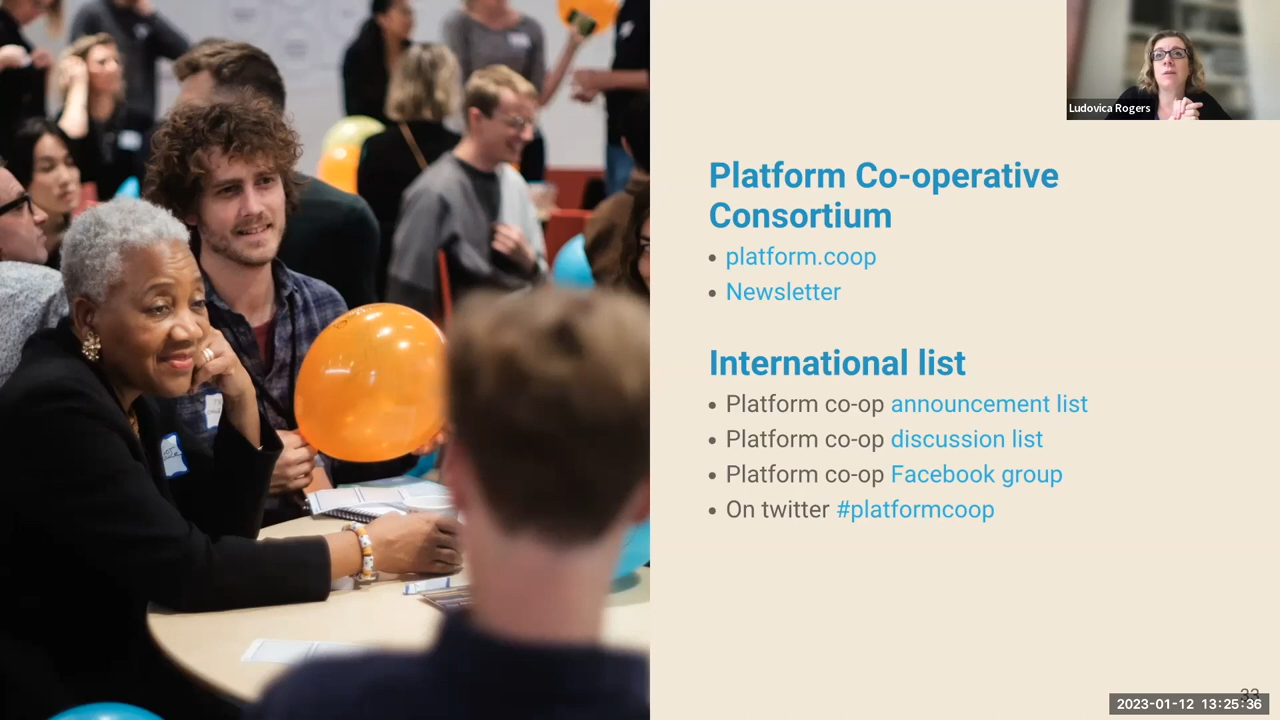 Ludovica Rogers
Platform Co-operative
Consortium
• platform.coop
• Newsletter
International list
• Platform co-op announcement list
• Platform co-op discussion list
• Platform co-op Facebook group
• On twitter #platformcoop
33
2023-01-12 13:25:36